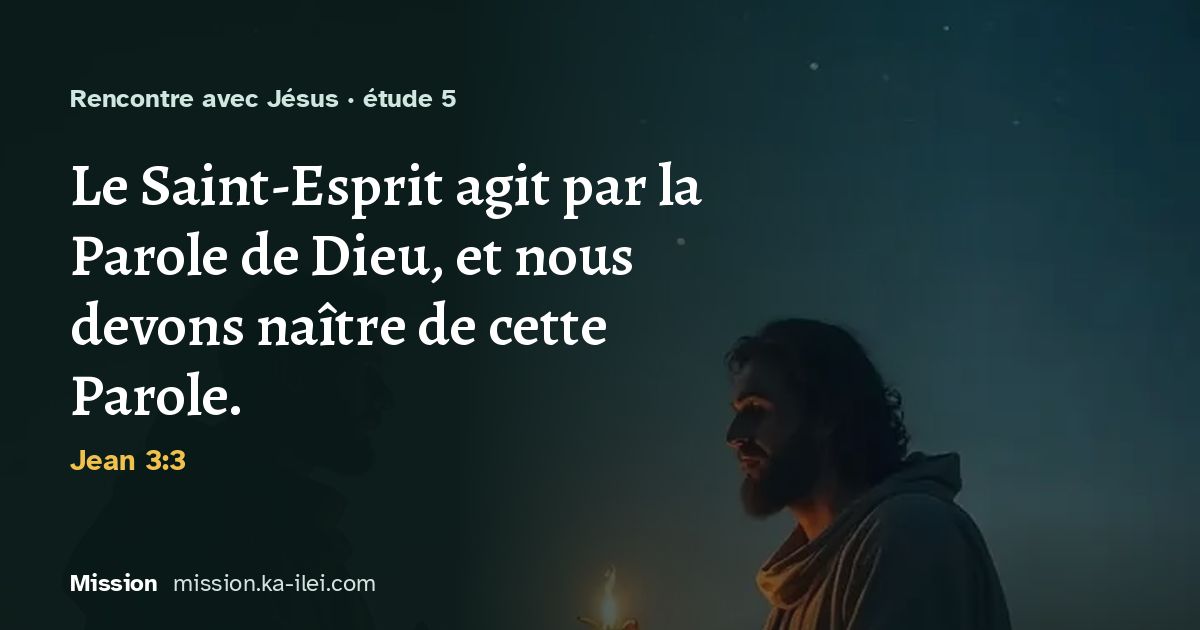 Rencontre avec Jésus · étude 5
Le Saint-Esprit agit par la
Parole de Dieu, et nous
devons naître de cette
Parole.
Jean 3:3
Mission mission.ka-ilei.com